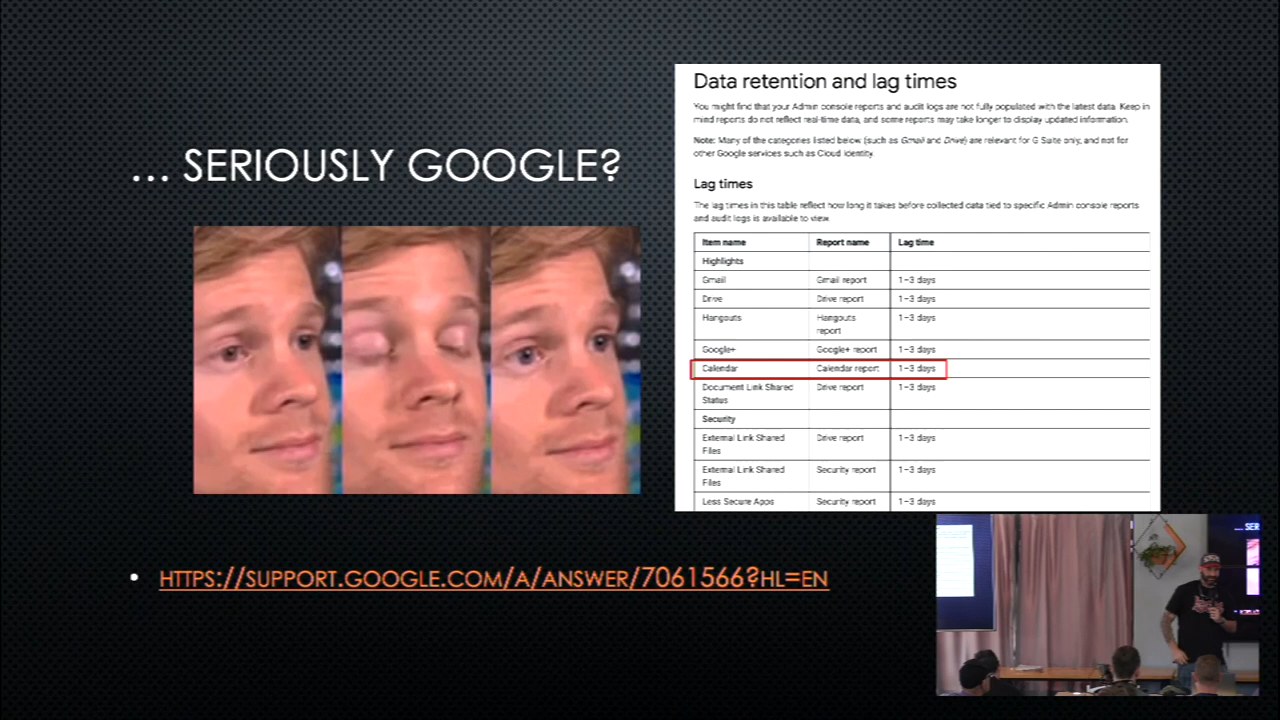 ... SERIOUSLY GOOGLE?
Data retention and lag times
You might find that your Admin console reports and audit logs are not fully populated with the latest data. Keep in
mind reports do not reflect real-time data, and some reports may take longer to display updated information.
Note: Many of the categories listed below (such as Gmail and Drive) are relevant for G Suite only, and not for
other Google services such as Cloud Identity.
Lag times
The lag times in this table reflect how long it takes before collected data tied to specific Admin console reports
and audit logs is available to view.
Item name Report name Lag time
Highlights
Gmail Gmail report 1–3 days
Drive Drive report 1–3 days
Hangouts Hangouts report 1–3 days
Google+ Google+ report 1–3 days
Calendar Calendar report 1–3 days
Document Link Shared Status Drive report 1–3 days
Security
External Link Shared Files Drive report 1–3 days
External Link Shared Files Security report 1–3 days
Less Secure Apps Security report 1–3 days
• HTTPS://SUPPORT.GOOGLE.COM/A/ANSWER/7061566?HL=EN
... SER